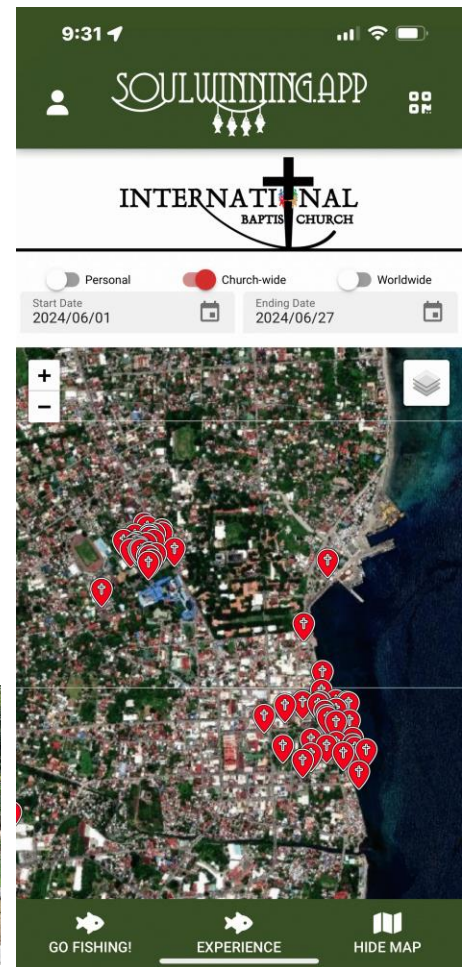 9:31
SOULWINNING.APP
INTERNATIONAL
BAPTIST CHURCH
Personal Church-wide Worldwide
Start Date Ending Date
2024/06/01 2024/06/27
+
−
GO FISHING! EXPERIENCE HIDE MAP